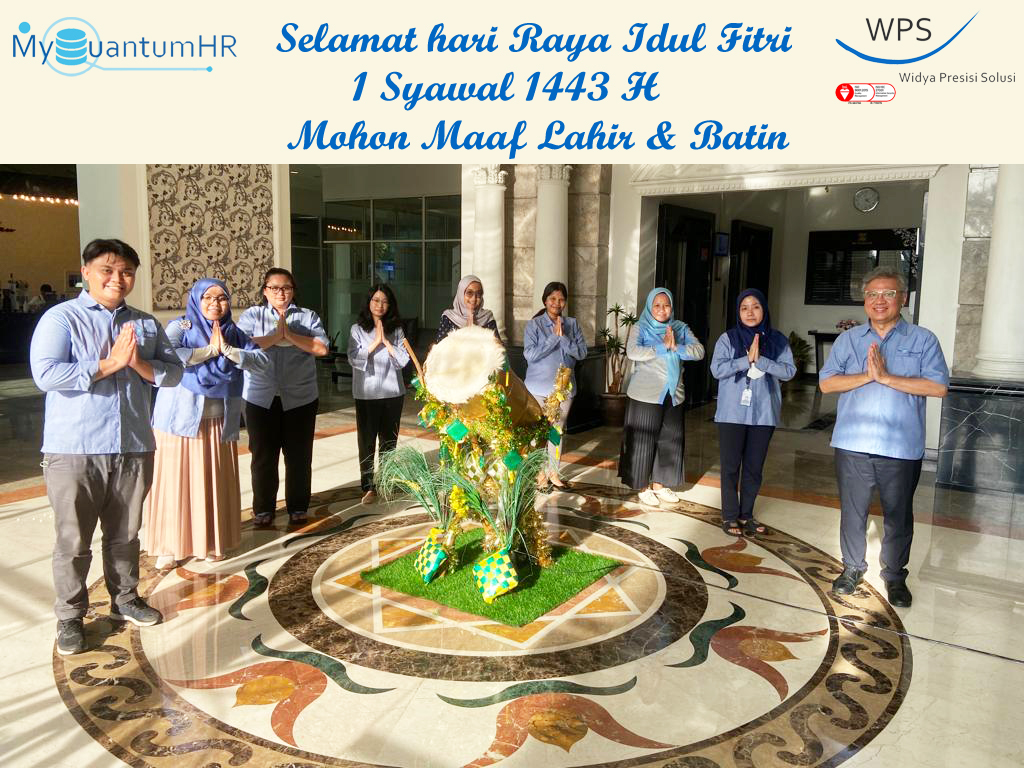 MyQuantumHR
Selamat hari Raya Idul Fitri
1 Syawal 1443 H
Mohon Maaf Lahir & Batin
WPS
Widya Presisi Solusi